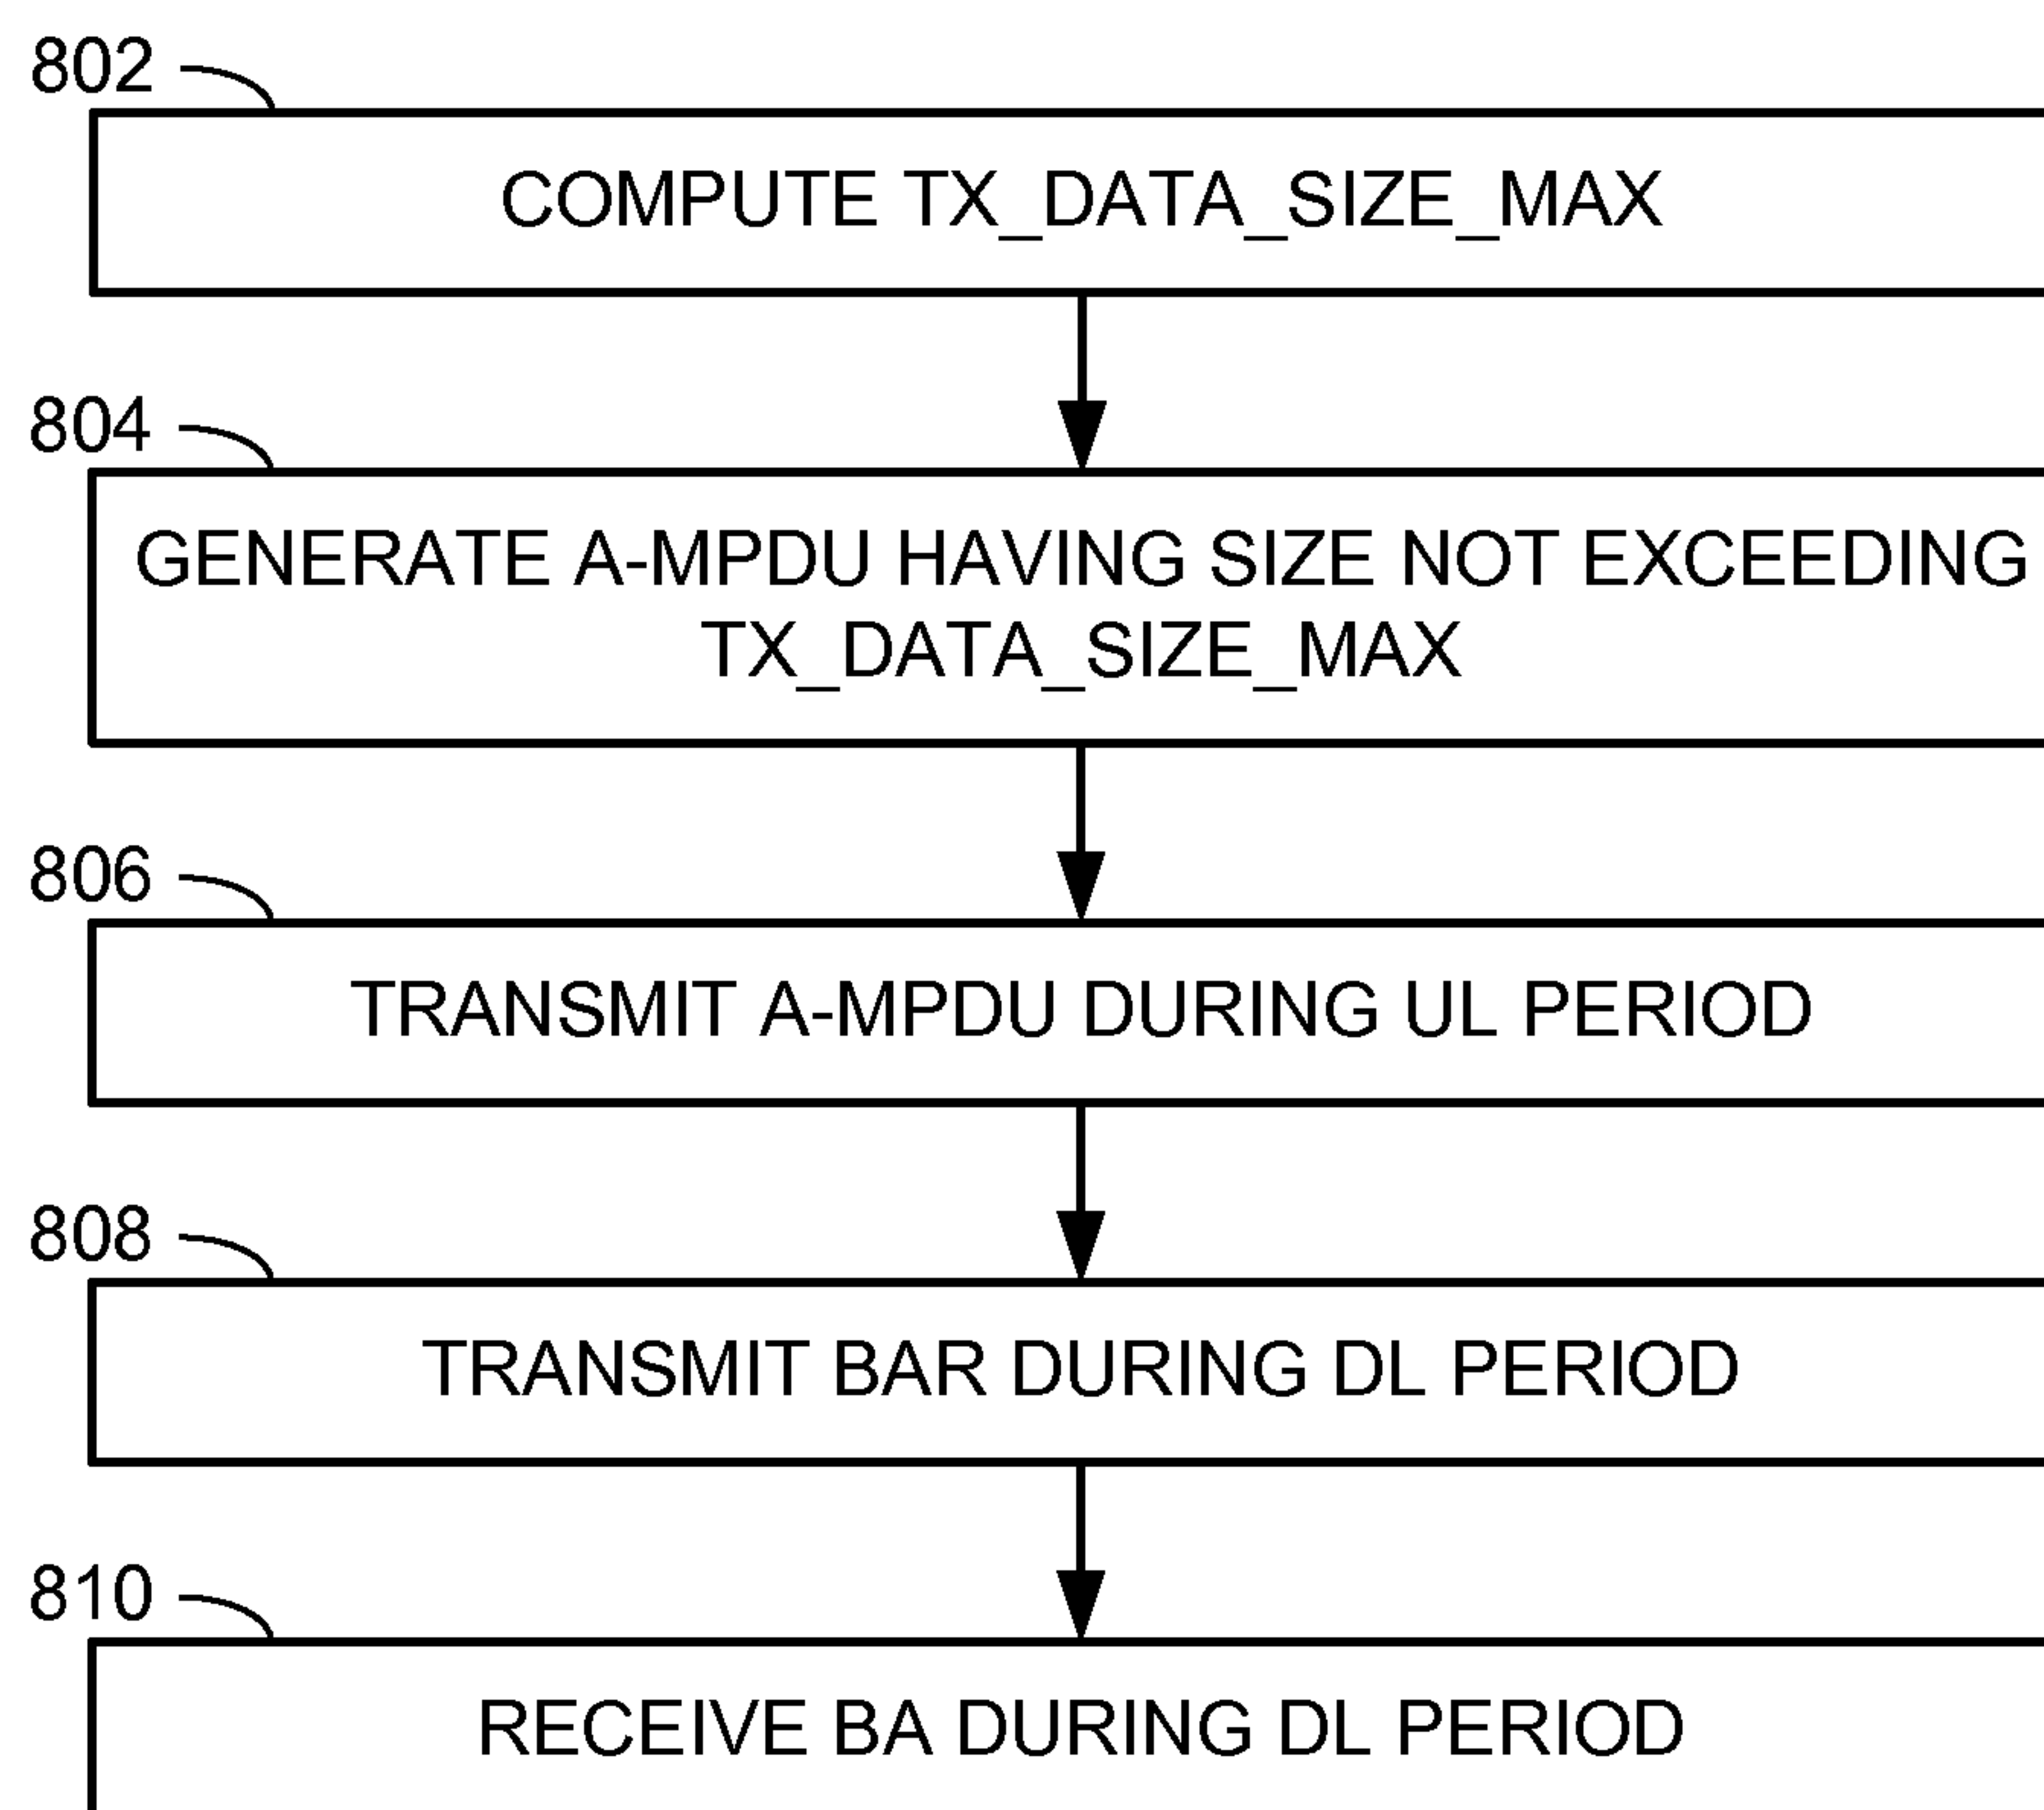 802
COMPUTE TX_DATA_SIZE_MAX
804
GENERATE A-MPDU HAVING SIZE NOT EXCEEDING
TX_DATA_SIZE_MAX
806
TRANSMIT A-MPDU DURING UL PERIOD
808
TRANSMIT BAR DURING DL PERIOD
810
RECEIVE BA DURING DL PERIOD